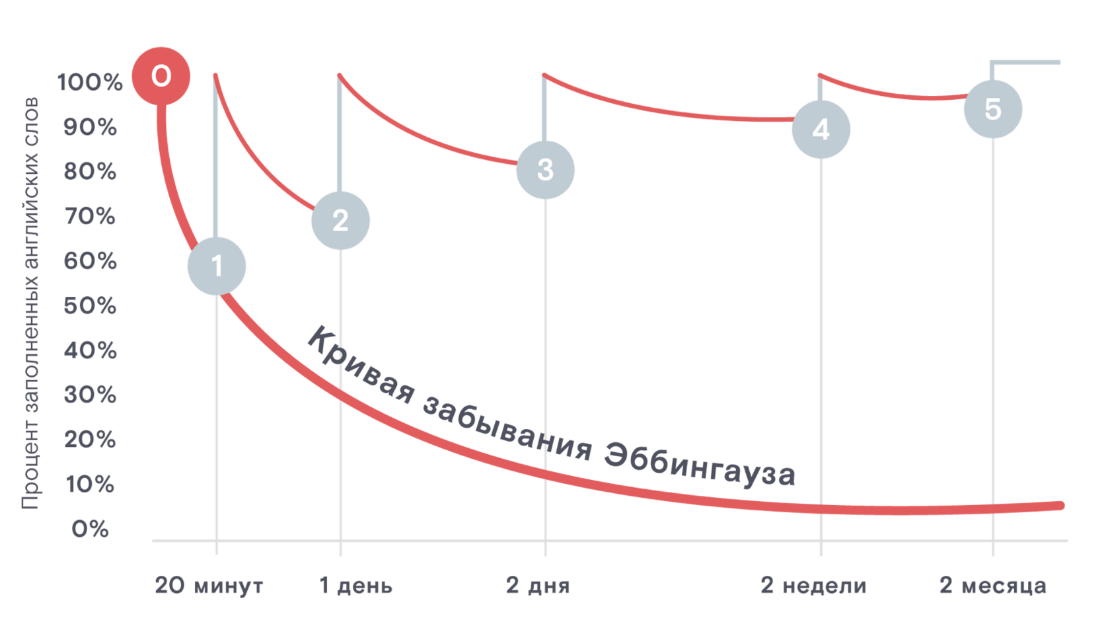 Процент заполненных английских слов
100%
90%
80%
70%
60%
50%
40%
30%
20%
10%
0%
0
1
2
3
4
5
Кривая забывания Эббингауза
20 минут
1 день
2 дня
2 недели
2 месяца